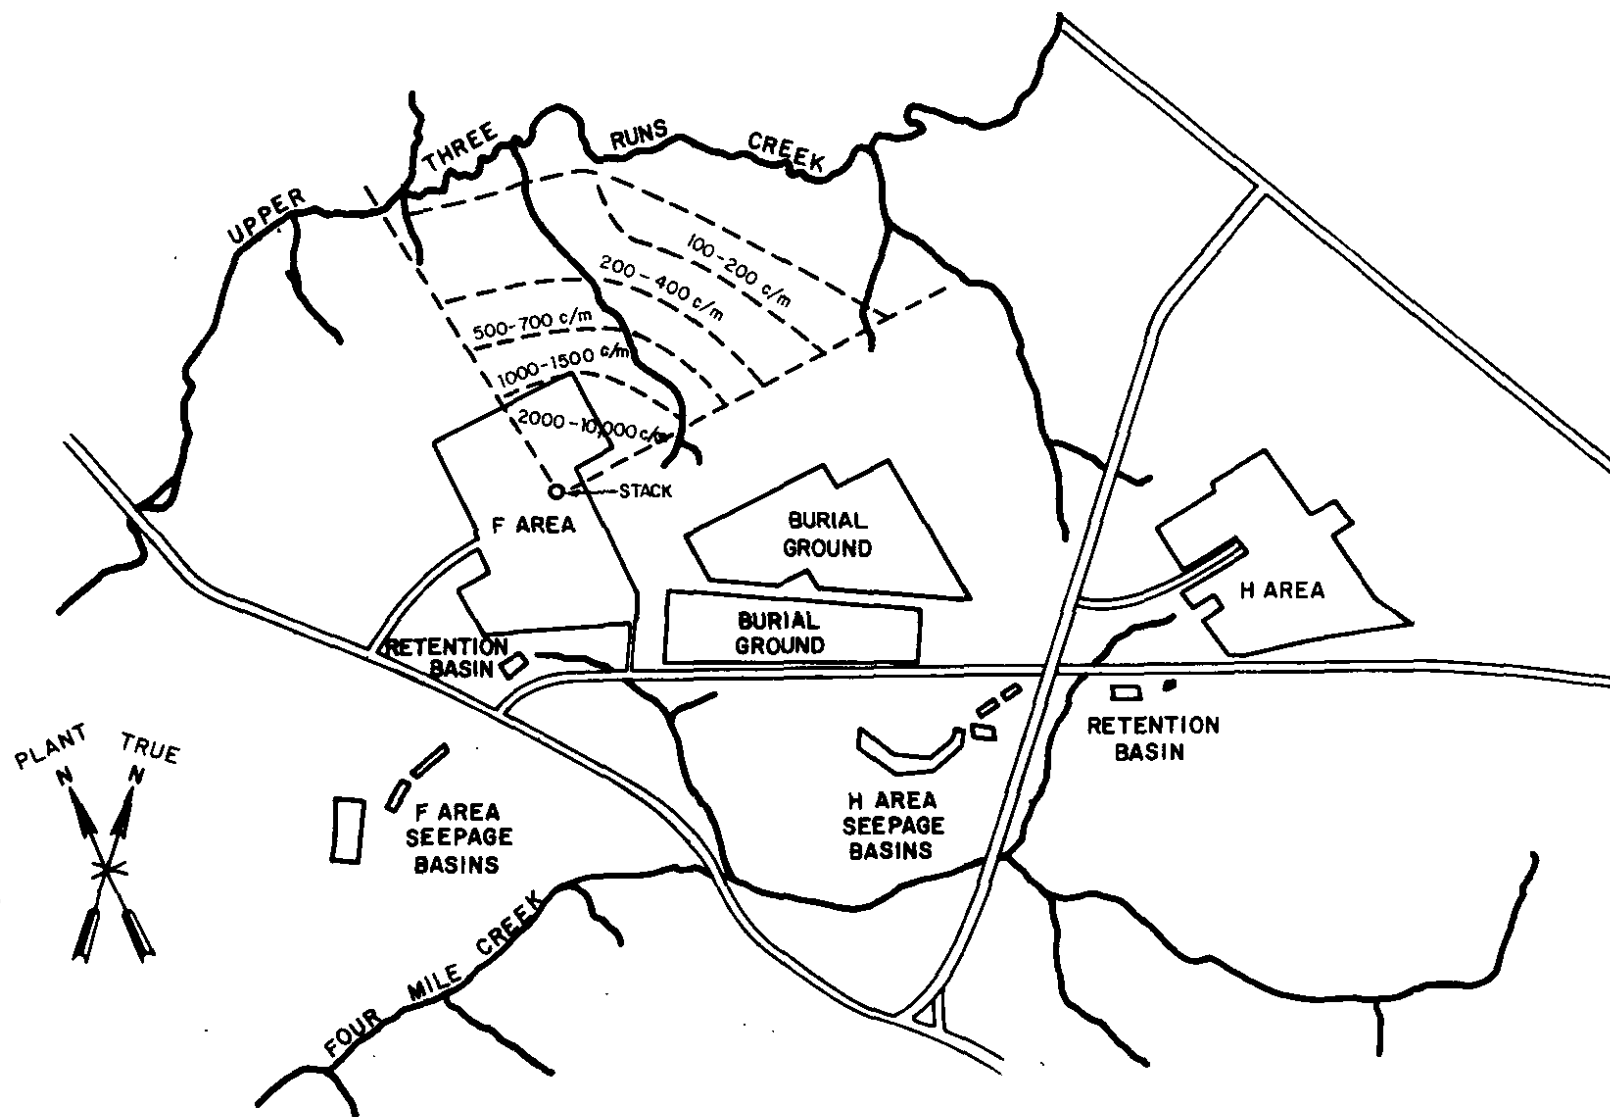 UPPER THREE RUNS CREEK
100-200 c/m
200-400 c/m
500-700 c/m
1000-1500 c/m
2000-10,000 c/m
STACK
F AREA
BURIAL
GROUND
H AREA
BURIAL
GROUND
RETENTION
BASIN
RETENTION
BASIN
PLANT
TRUE
N
N
F AREA
SEEPAGE
BASINS
H AREA
SEEPAGE
BASINS
FOUR MILE CREEK